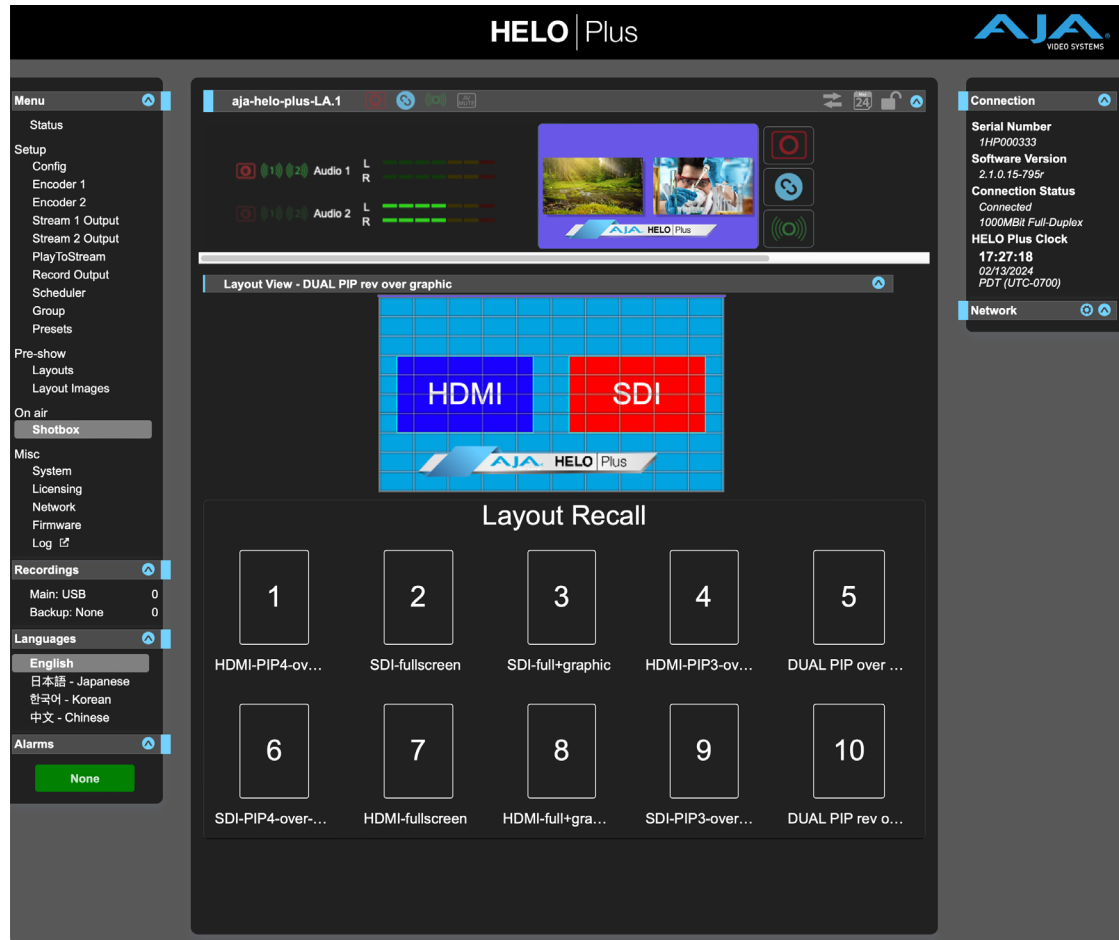 HELO Plus
AJA
VIDEO SYSTEMS
Menu
Status
Setup
Config
Encoder 1
Encoder 2
Stream 1 Output
Stream 2 Output
PlayToStream
Record Output
Scheduler
Group
Presets
Pre-show
Layouts
Layout Images
On air
Shotbox
Misc
System
Licensing
Network
Firmware
Log
Recordings
Main: USB 0
Backup: None 0
Languages
English
日本語 - Japanese
한국어 - Korean
中文 - Chinese
Alarms
None
aja-helo-plus-LA.1
AV
MUTE
Nov
24
1 2 Audio 1 L
R
1 2 Audio 2 L
R
AJA HELO Plus
Layout View - DUAL PIP rev over graphic
HDMI
SDI
AJA HELO Plus
Layout Recall
1 2 3 4 5
HDMI-PIP4-ov... SDI-fullscreen SDI-full+graphic HDMI-PIP3-ov... DUAL PIP over ...
6 7 8 9 10
SDI-PIP4-over-... HDMI-fullscreen HDMI-full+gra... SDI-PIP3-over... DUAL PIP rev o...
Connection
Serial Number
1HP000333
Software Version
2.1.0.15-795r
Connection Status
Connected
1000MBit Full-Duplex
HELO Plus Clock
17:27:18
02/13/2024
PDT (UTC-0700)
Network